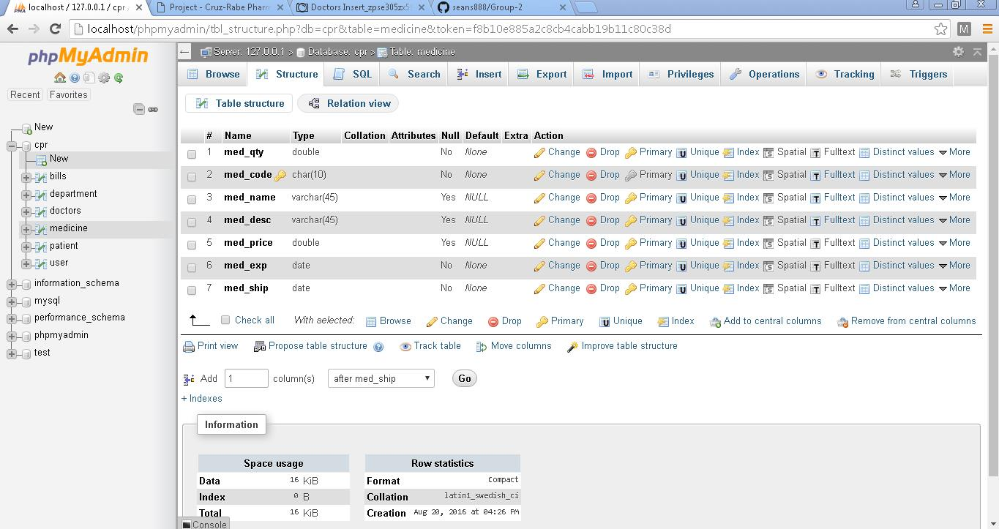 localhost / 127.0.0.1 / cpr
Project - Cruz-Rabe Pharm
Doctors Insert_zpse305zx5
seans888/Group-2
localhost/phpmyadmin/tbl_structure.php?db=cpr&table=medicine&token=f8b10e885a2c8cb4cabb19b11c80c38d
M
phpMyAdmin
Recent Favorites
New
cpr
New
bills
department
doctors
medicine
patient
user
information_schema
mysql
performance_schema
phpmyadmin
test
Server: 127.0.0.1 » Database: cpr » Table: medicine
Browse Structure SQL Search Insert Export Import Privileges Operations Tracking Triggers
Table structure Relation view
# Name Type Collation Attributes Null Default Extra Action
1 med_qty double No None Change Drop Primary Unique Index Spatial Fulltext Distinct values More
2 med_code char(10) No None Change Drop Primary Unique Index Spatial Fulltext Distinct values More
3 med_name varchar(45) Yes NULL Change Drop Primary Unique Index Spatial Fulltext Distinct values More
4 med_desc varchar(45) Yes NULL Change Drop Primary Unique Index Spatial Fulltext Distinct values More
5 med_price double Yes NULL Change Drop Primary Unique Index Spatial Fulltext Distinct values More
6 med_exp date No None Change Drop Primary Unique Index Spatial Fulltext Distinct values More
7 med_ship date No None Change Drop Primary Unique Index Spatial Fulltext Distinct values More
Check all With selected: Browse Change Drop Primary Unique Index Add to central columns Remove from central columns
Print view Propose table structure Track table Move columns Improve table structure
Add 1 column(s) after med_ship Go
+ Indexes
Information
Space usage
Data 16 KiB
Index 0 B
Total 16 KiB
Row statistics
Format Compact
Collation latin1_swedish_ci
Creation Aug 20, 2016 at 04:26 PM
Console